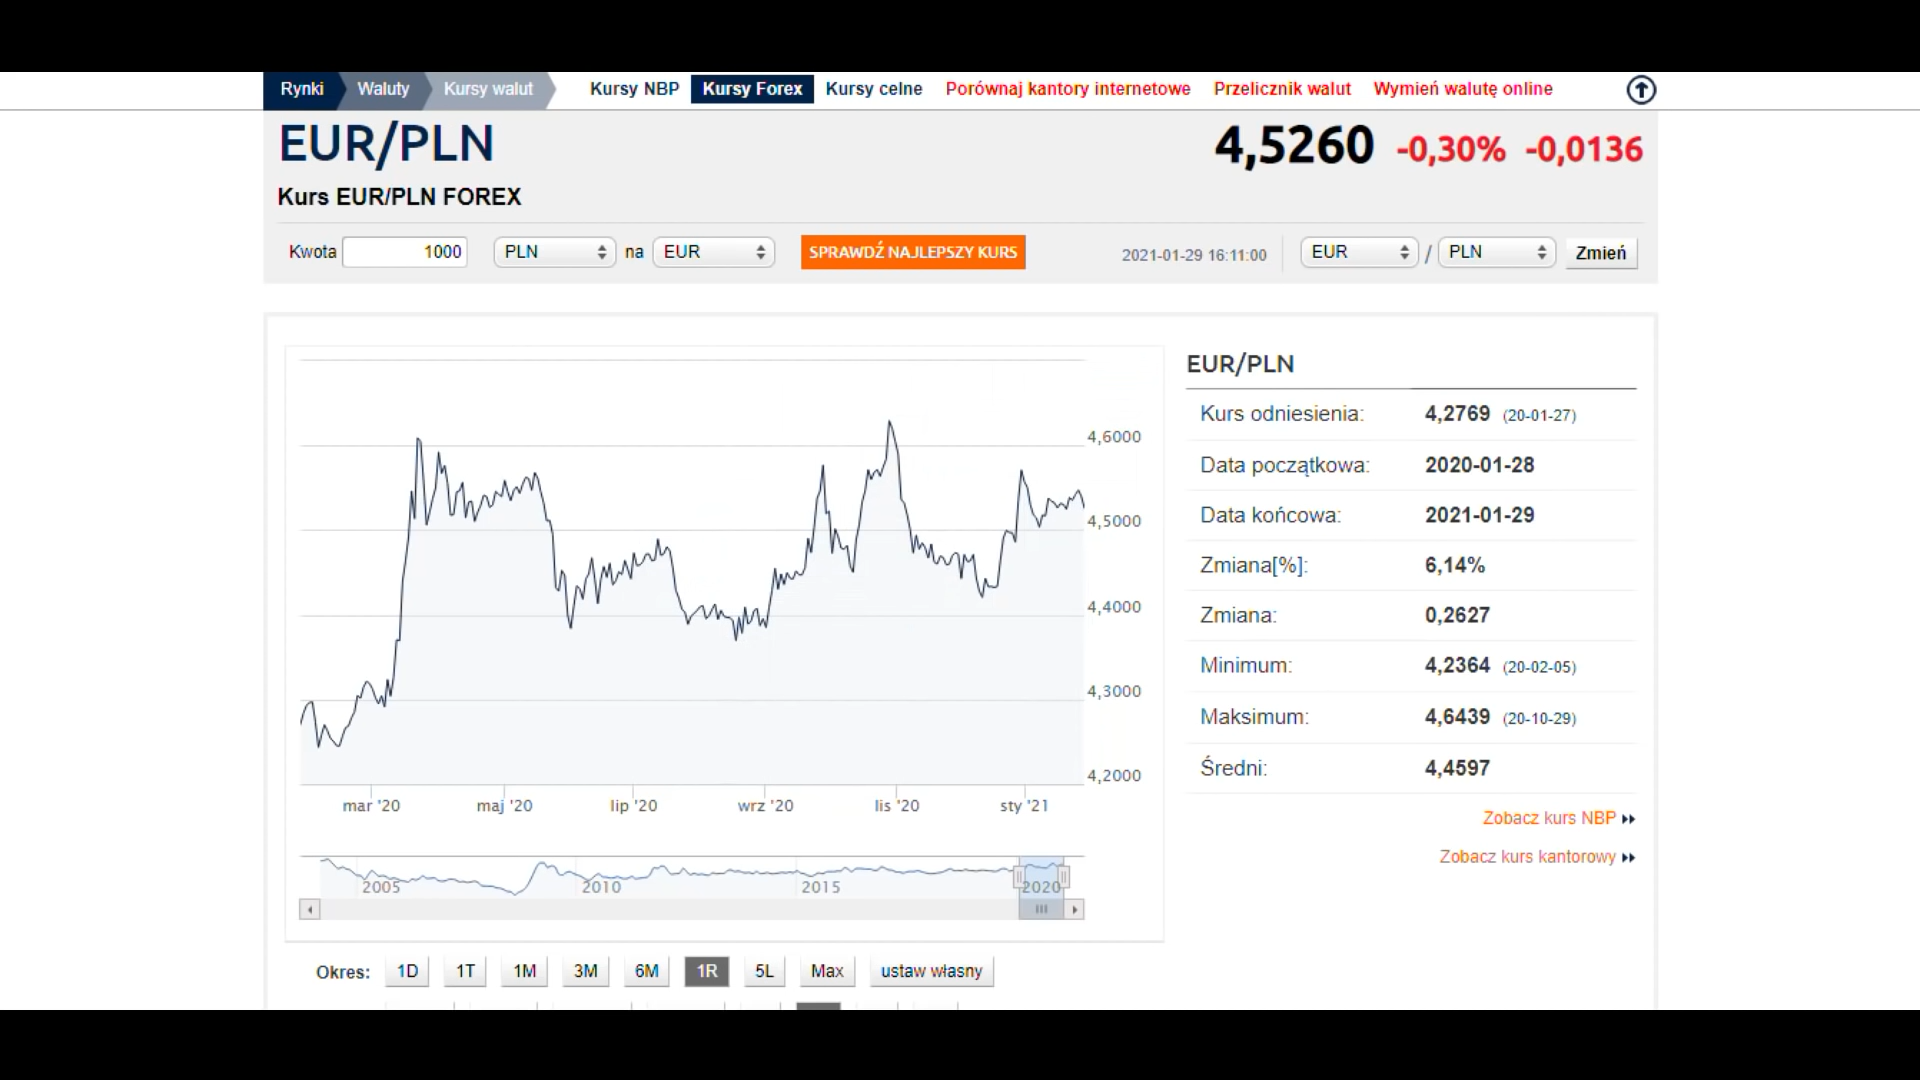 Rynki Waluty Kursy walut Kursy NBP Kursy Forex Kursy celne Porównaj kantory internetowe Przelicznik walut Wymień walutę online
EUR/PLN 4,5260 -0,30% -0,0136
Kurs EUR/PLN FOREX
Kwota 1000 PLN na EUR SPRAWDŹ NAJLEPSZY KURS 2021-01-29 16:11:00 EUR / PLN Zmień
4,6000
4,5000
4,4000
4,3000
4,2000
mar '20 maj '20 lip '20 wrz '20 lis '20 sty '21
2005 2010 2015 2020
EUR/PLN
Kurs odniesienia: 4,2769 (20-01-27)
Data początkowa: 2020-01-28
Data końcowa: 2021-01-29
Zmiana[%]: 6,14%
Zmiana: 0,2627
Minimum: 4,2364 (20-02-05)
Maksimum: 4,6439 (20-10-29)
Średni: 4,4597
Zobacz kurs NBP
Zobacz kurs kantorowy
Okres: 1D 1T 1M 3M 6M 1R 5L Max ustaw własny